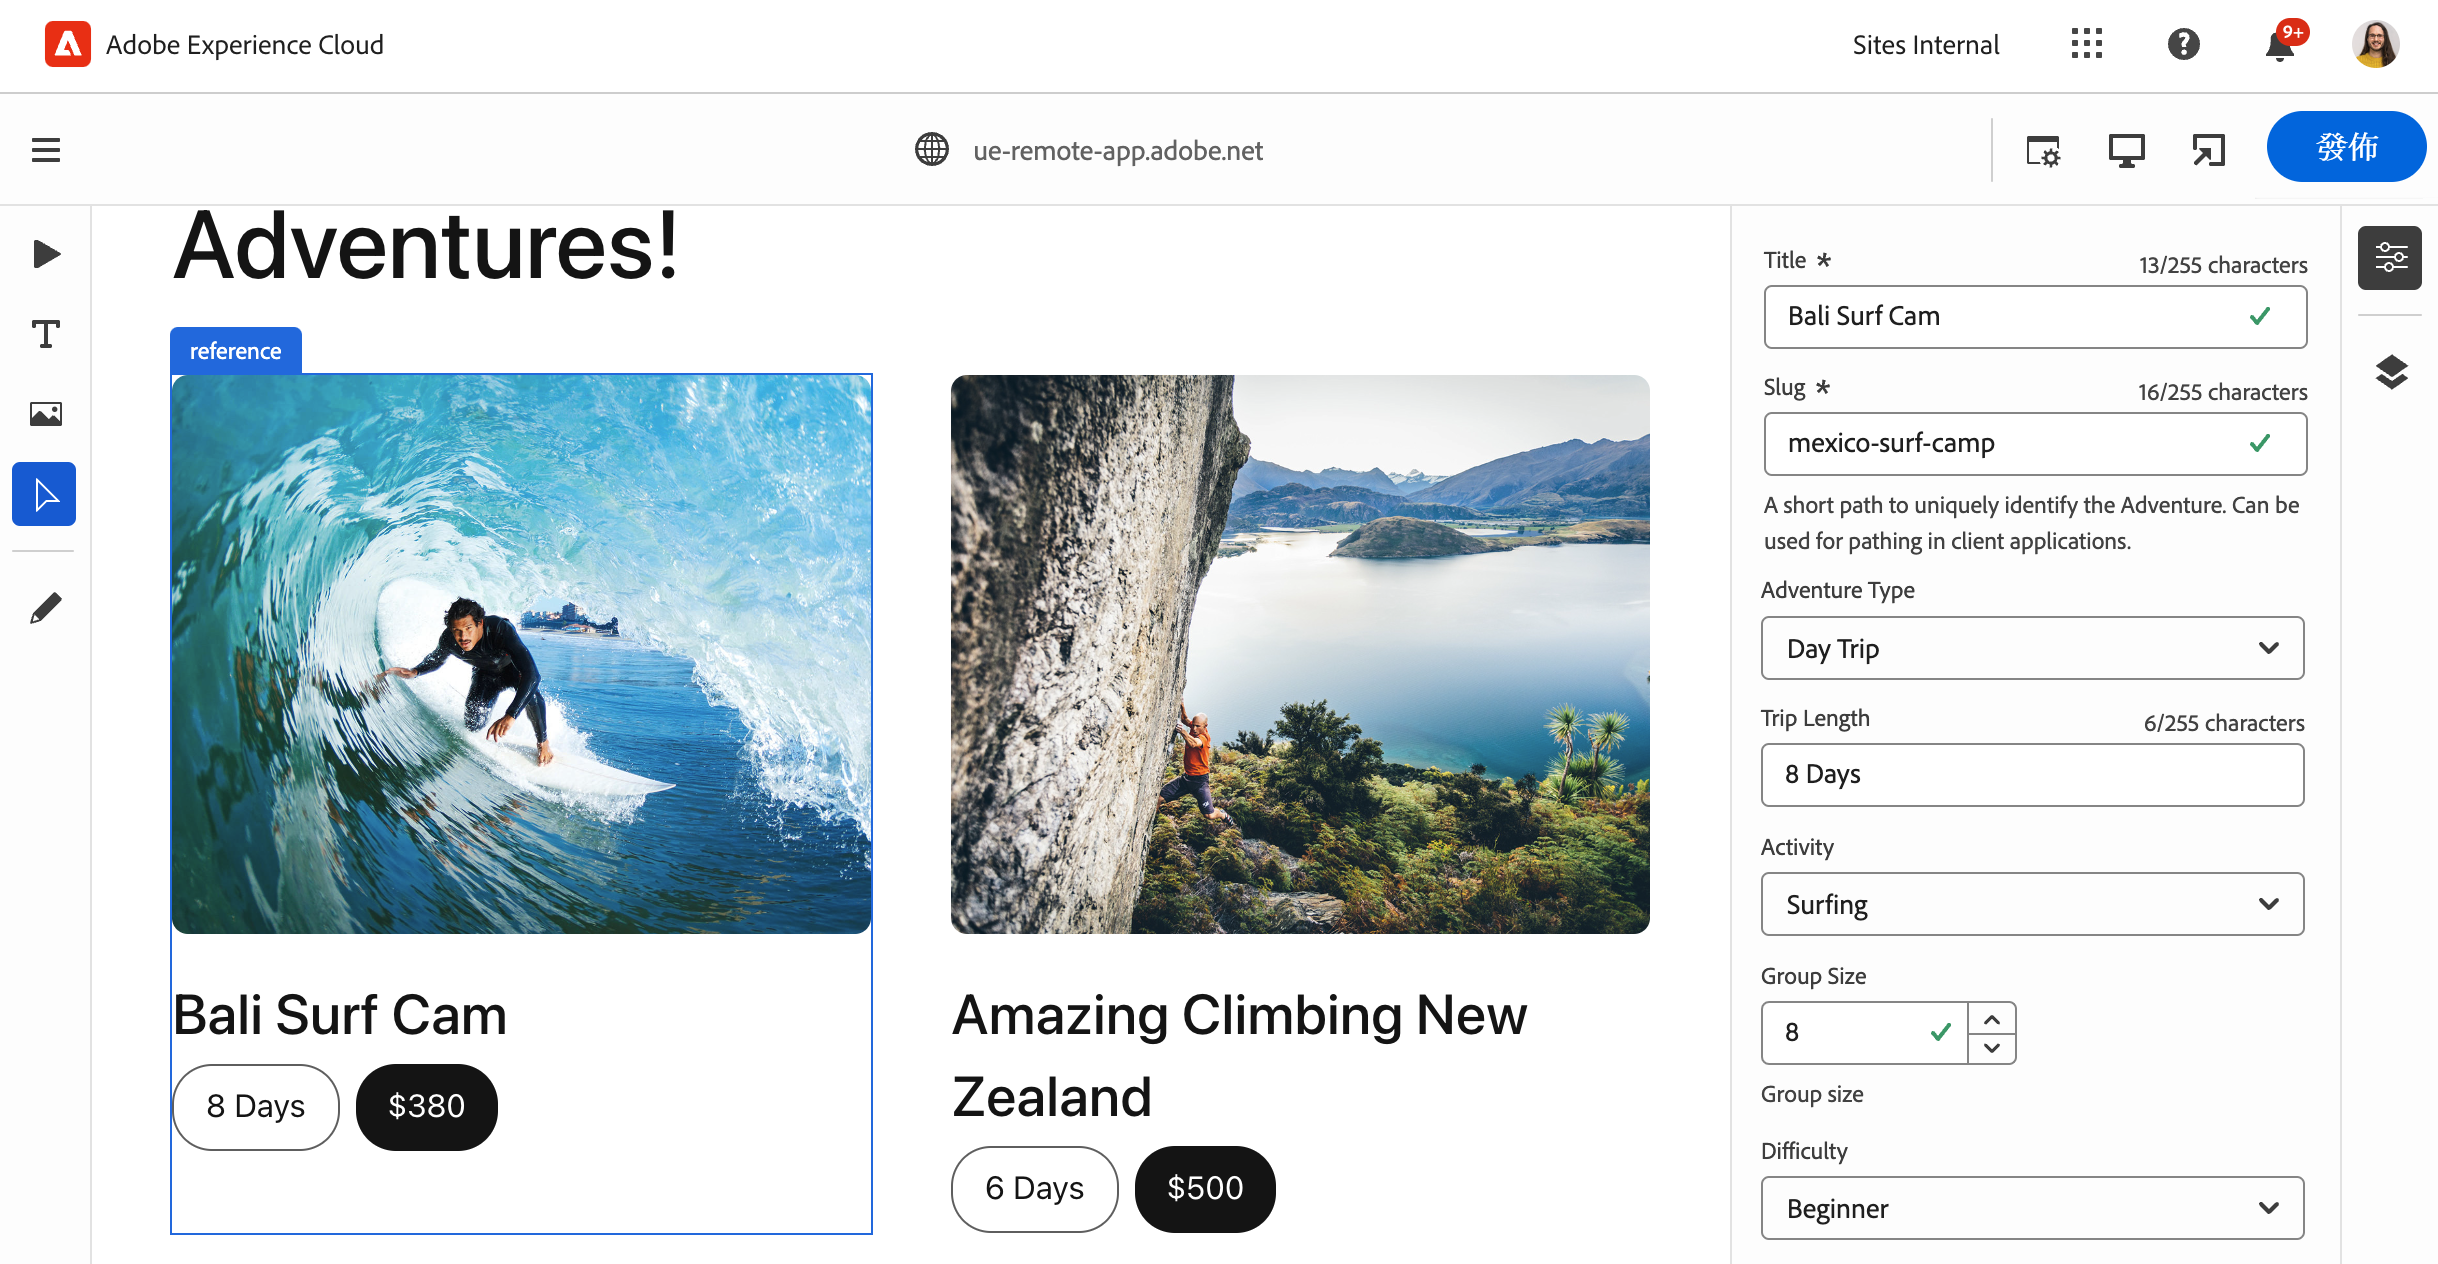 Adobe Experience Cloud
Sites Internal
9+
ue-remote-app.adobe.net
發佈
Adventures!
reference
Bali Surf Cam
8 Days
$380
Amazing Climbing New
Zealand
6 Days
$500
Title *
13/255 characters
Bali Surf Cam
Slug *
16/255 characters
mexico-surf-camp
A short path to uniquely identify the Adventure. Can be
used for pathing in client applications.
Adventure Type
Day Trip
Trip Length
6/255 characters
8 Days
Activity
Surfing
Group Size
8
Group size
Difficulty
Beginner